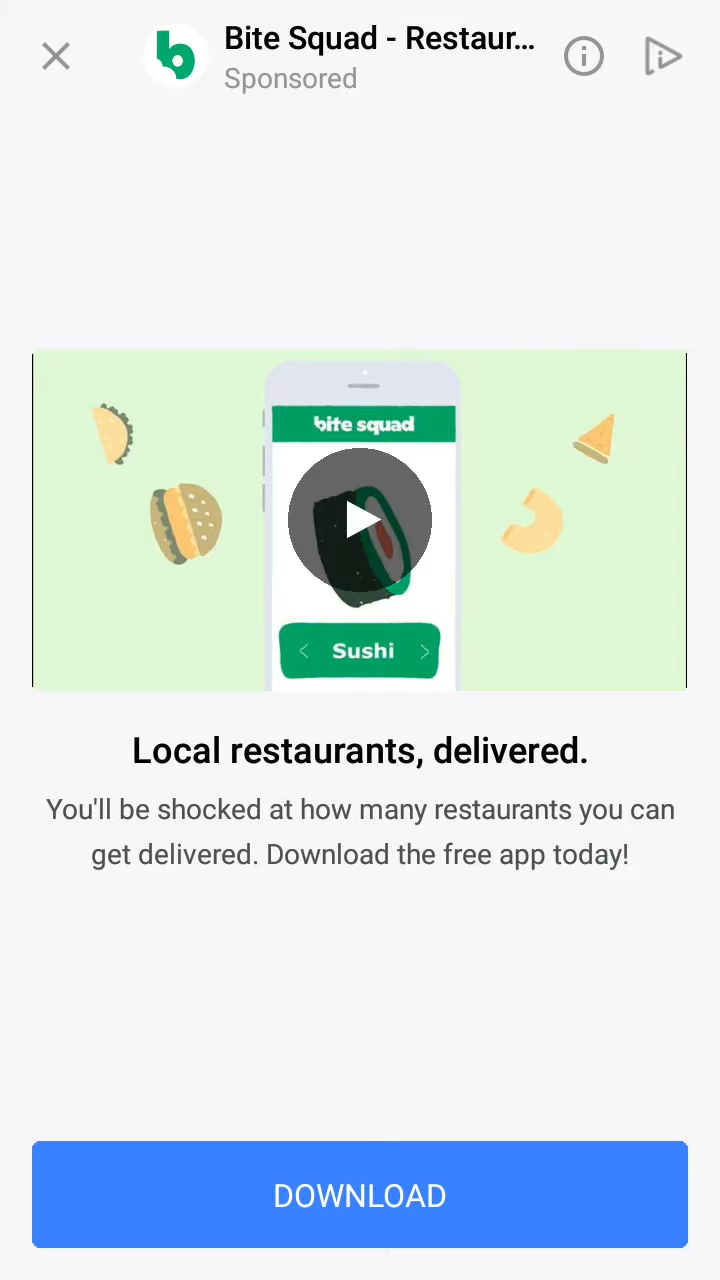 Bite Squad - Restaur...
Sponsored
bite squad
Sushi
Local restaurants, delivered.
You'll be shocked at how many restaurants you can
get delivered. Download the free app today!
DOWNLOAD